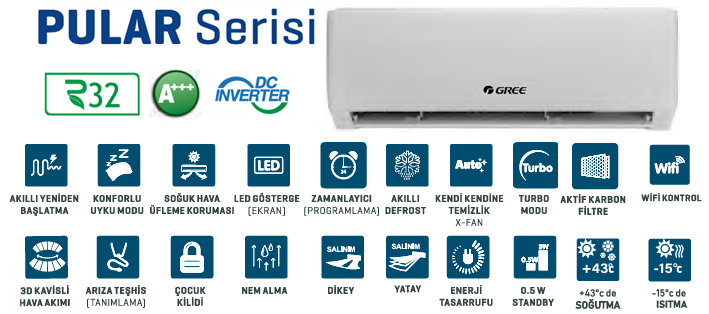 PULAR Serisi
R32
A+++
DC
INVERTER
GREE
LED
24
Auto+
Turbo
Wifi
AKILLI YENİDEN
BAŞLATMA
KONFORLU
UYKU MODU
SOĞUK HAVA
ÜFLEME KORUMASI
LED GÖSTERGE
(EKRAN)
ZAMANLAYICI
(PROGRAMLAMA)
AKILLI
DEFROST
KENDİ KENDİNE
TEMİZLİK
X-FAN
TURBO
MODU
AKTİF KARBON
FİLTRE
WİFİ KONTROL
SALINIM
SALINIM
0.5W
5W
+43℃
-15℃
3D KAVİSLİ
HAVA AKIMI
ARIZA TEŞHİS
(TANIMLAMA)
ÇOCUK
KİLİDİ
NEM ALMA
DİKEY
YATAY
ENERJİ
TASARRUFU
0.5 W
STANDBY
+43°c de
SOĞUTMA
-15°c de
ISITMA